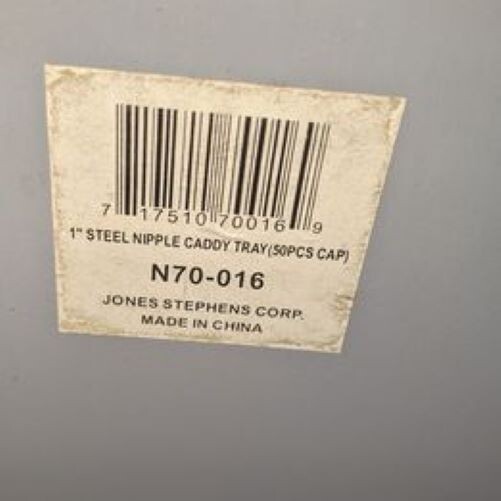 7 17510 70016 9
1" STEEL NIPPLE CADDY TRAY(50PCS CAP)
N70-016
JONES STEPHENS CORP.
MADE IN CHINA